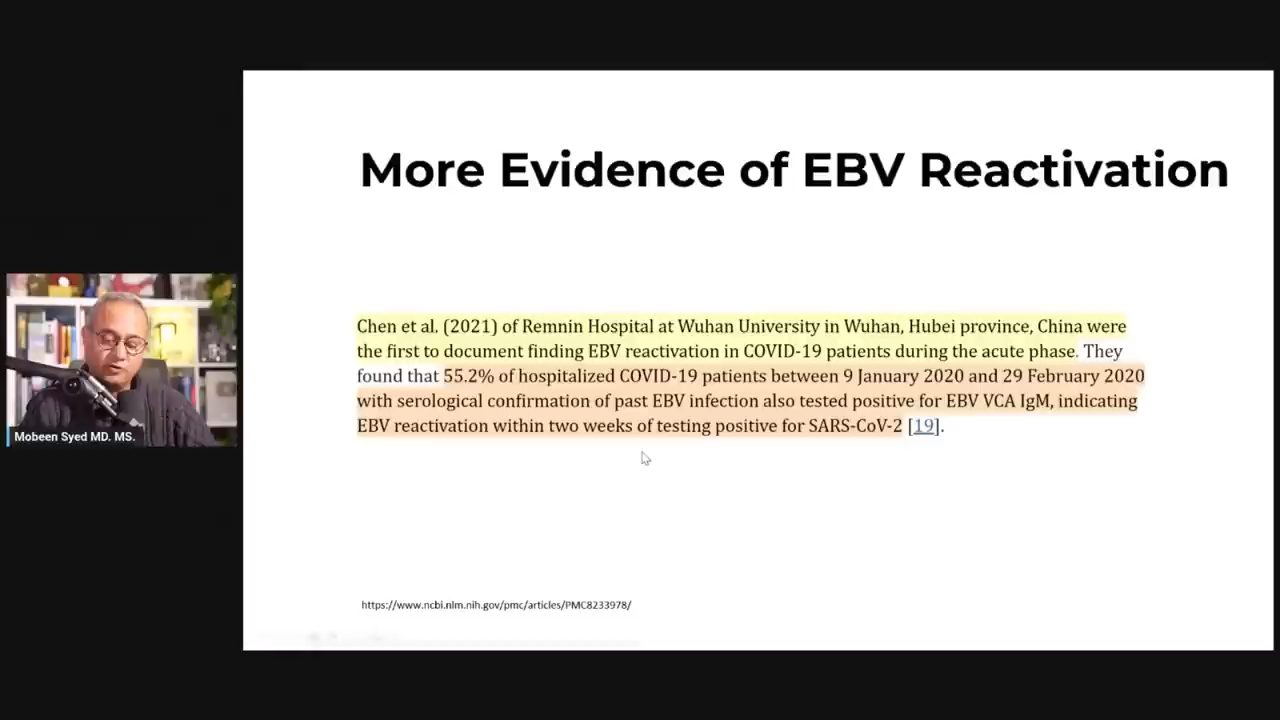 More Evidence of EBV Reactivation
Chen et al. (2021) of Remnin Hospital at Wuhan University in Wuhan, Hubei province, China were
the first to document finding EBV reactivation in COVID-19 patients during the acute phase. They
found that 55.2% of hospitalized COVID-19 patients between 9 January 2020 and 29 February 2020
with serological confirmation of past EBV infection also tested positive for EBV VCA IgM, indicating
EBV reactivation within two weeks of testing positive for SARS-CoV-2 [19].
Mobeen Syed MD. MS.
https://www.ncbi.nlm.nih.gov/pmc/articles/PMC8233978/